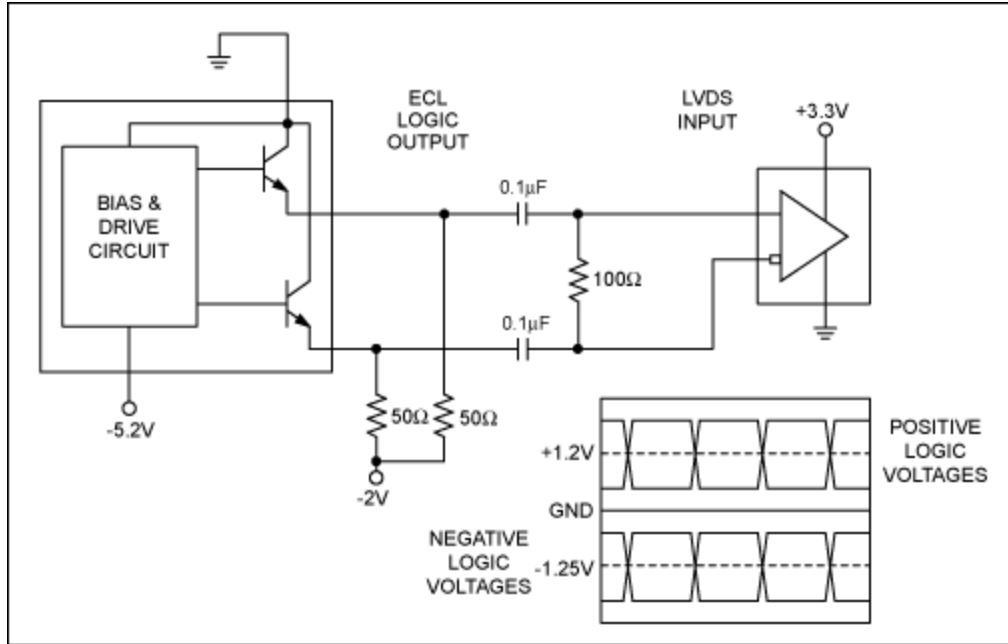 ECL
LOGIC
OUTPUT
LVDS
INPUT
+3.3V
BIAS &
DRIVE
CIRCUIT
0.1μF
100Ω
0.1μF
-5.2V
50Ω
50Ω
-2V
+1.2V
GND
-1.25V
POSITIVE
LOGIC
VOLTAGES
NEGATIVE
LOGIC
VOLTAGES